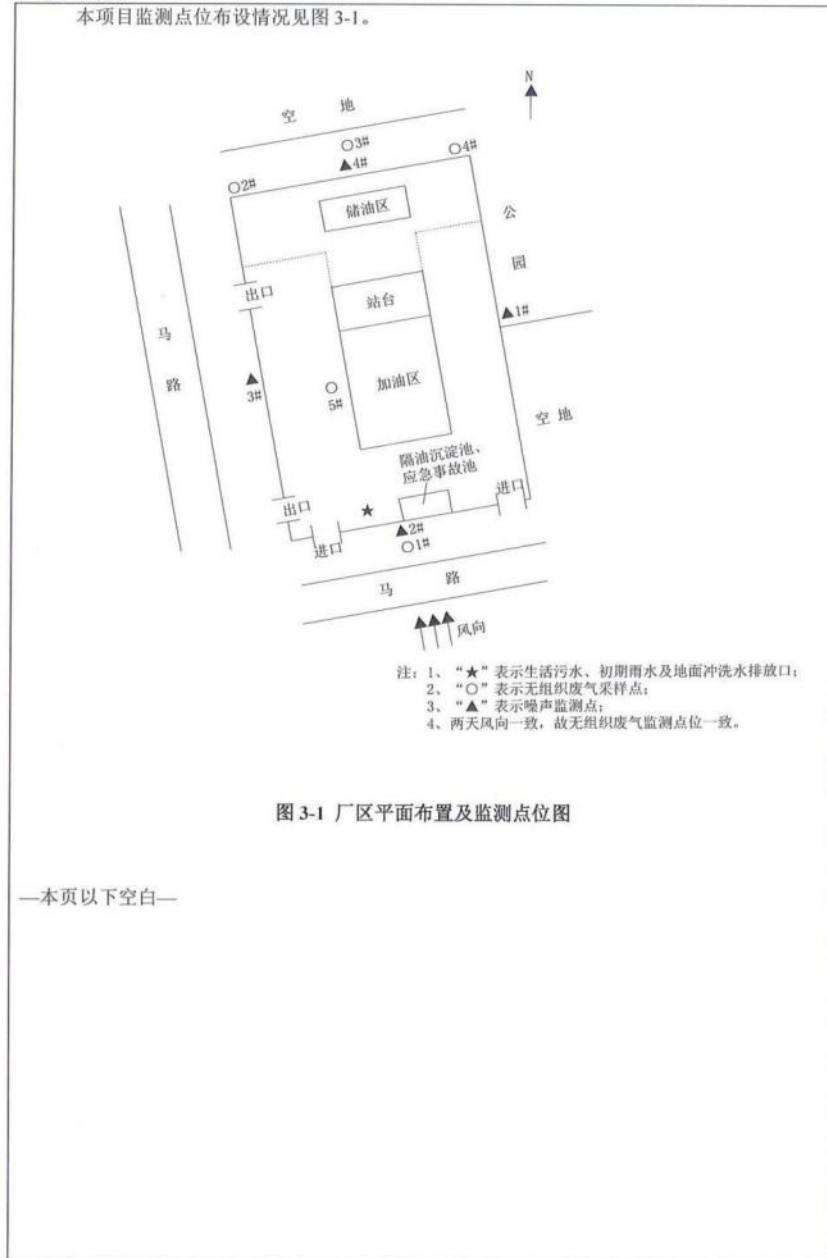 本项目监测点位布设情况见图 3-1。
N
空 地
○3#
▲4#
○4#
○2#
储油区
公
园
出口
站台
▲1#
马
路
▲
3#
○
5#
加油区
空 地
隔油沉淀池、
应急事故池
出口
★
进口
▲2#
○1#
进口
马 路
风向
注：1、“★”表示生活污水、初期雨水及地面冲洗水排放口；
2、“○”表示无组织废气采样点；
3、“▲”表示噪声监测点；
4、两天风向一致，故无组织废气监测点位一致。
图 3-1 厂区平面布置及监测点位图
—本页以下空白—